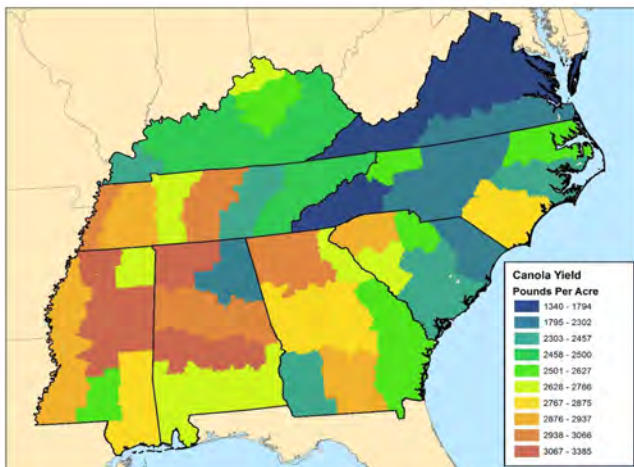 Canola Yield
Pounds Per Acre
1340 - 1794
1795 - 2302
2303 - 2457
2458 - 2500
2501 - 2627
2628 - 2766
2767 - 2875
2876 - 2937
2938 - 3066
3067 - 3385